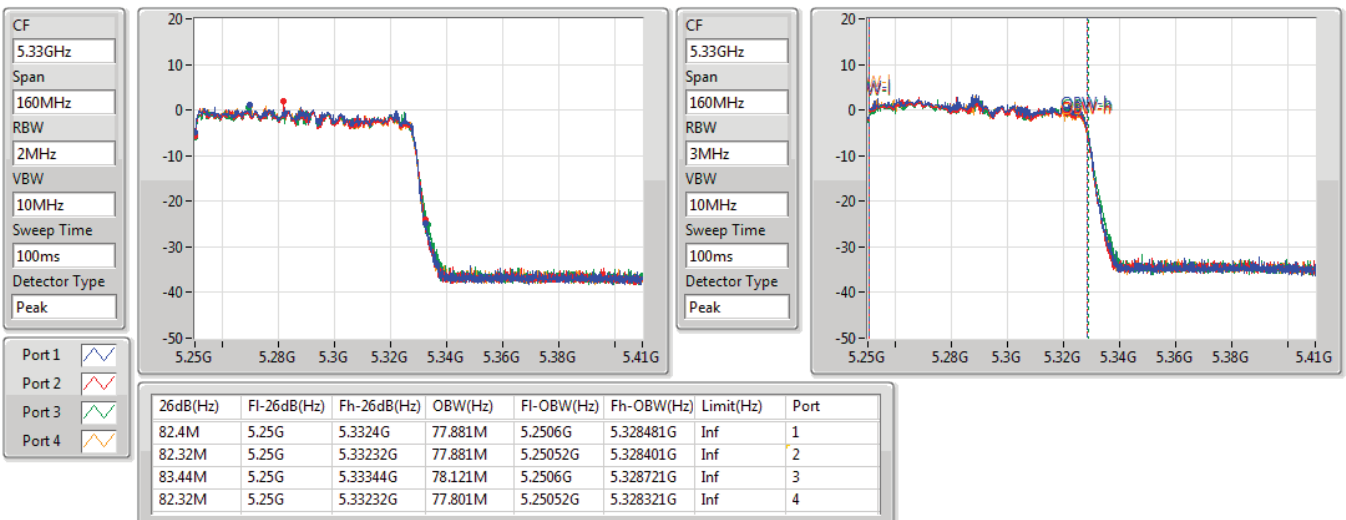 CF
5.33GHz
Span
160MHz
RBW
2MHz
VBW
10MHz
Sweep Time
100ms
Detector Type
Peak
20
10
0
-10
-20
-30
-40
-50
5.25G 5.28G 5.3G 5.32G 5.34G 5.36G 5.38G 5.41G
CF
5.33GHz
Span
160MHz
RBW
3MHz
VBW
10MHz
Sweep Time
100ms
Detector Type
Peak
20
10
0
-10
-20
-30
-40
-50
OBW-h
5.25G 5.28G 5.3G 5.32G 5.34G 5.36G 5.38G 5.41G
Port 1
Port 2
Port 3
Port 4
26dB(Hz) Fl-26dB(Hz) Fh-26dB(Hz) OBW(Hz) Fl-OBW(Hz) Fh-OBW(Hz) Limit(Hz) Port
82.4M 5.25G 5.3324G 77.881M 5.2506G 5.328481G Inf 1
82.32M 5.25G 5.33232G 77.881M 5.25052G 5.328401G Inf 2
83.44M 5.25G 5.33344G 78.121M 5.2506G 5.328721G Inf 3
82.32M 5.25G 5.33232G 77.801M 5.25052G 5.328321G Inf 4